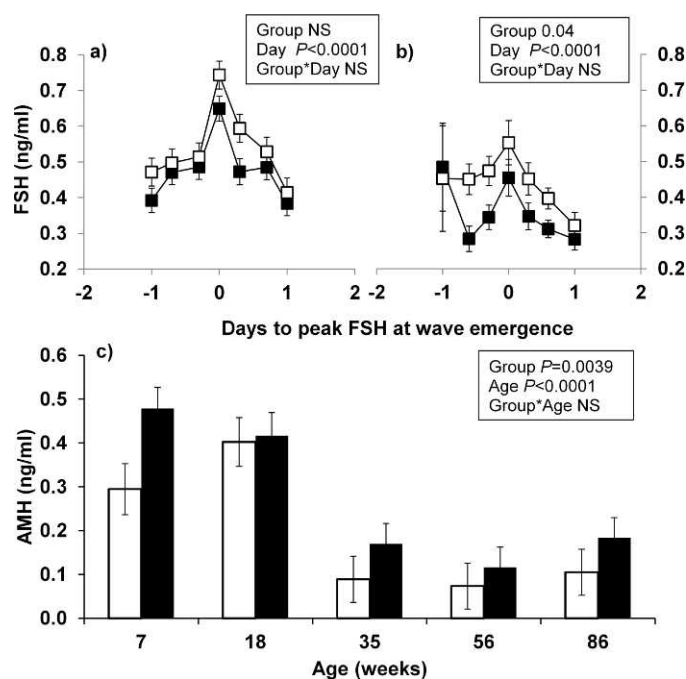 Group NS
Day P<0.0001
Group*Day NS
Group 0.04
Day P<0.0001
Group*Day NS
a)
b)
0.8
0.7
0.6
0.5
0.4
0.3
0.2
FSH (ng/ml)
0.8
0.7
0.6
0.5
0.4
0.3
0.2
-2 -1 0 1 2
-2 -1 0 1 2
Days to peak FSH at wave emergence
c)
Group P=0.0039
Age P<0.0001
Group*Age NS
0.6
0.5
0.4
0.3
0.2
0.1
0.0
AMH (ng/ml)
7 18 35 56 86
Age (weeks)